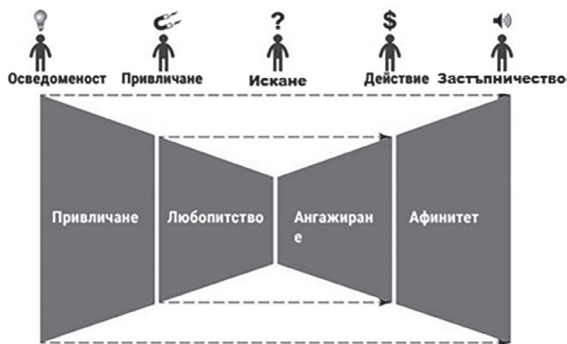 ?
$
Осведоменост Привличане Искане Действие Застъпничество
Привличане Любопитство Ангажиран Афинитет
е